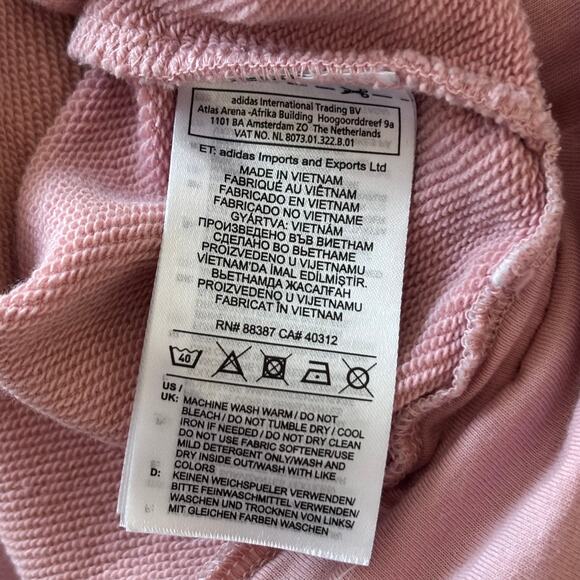 adidas International Trading BV
Atlas Arena -Afrika Building Hoogoorddreef 9a
1101 BA Amsterdam ZO The Netherlands
VAT NO. NL 8073.01.322.B.01
ET: adidas Imports and Exports Ltd
MADE IN VIETNAM
FABRIQUÉ AU VIÊTNAM
FABRICADO EN VIETNAM
FABRICADO NO VIETNAME
GYÁRTVA: VIETNÁM
ПРОИЗВЕДЕНО ВЪВ ВИЕТНАМ
СДЕЛАНО ВО ВЬЕТНАМЕ
PROIZVEDENO U VIJETNAMU
VİETNAM'DA İMAL EDİLMİŞTİR.
ВЬЕТНАМДА ЖАСАЛҒАН
PROIZVEDENO U VIJETNAMU
FABRICAT ÎN VIETNAM
RN# 88387 CA# 40312
40
US /
UK: MACHINE WASH WARM / DO NOT
BLEACH / DO NOT TUMBLE DRY / COOL
IRON IF NEEDED / DO NOT DRY CLEAN
DO NOT USE FABRIC SOFTENER/USE
MILD DETERGENT ONLY/WASH AND
DRY INSIDE OUT/WASH WITH LIKE
COLORS
D: KEINEN WEICHSPUELER VERWENDEN/
BITTE FEINWASCHMITTEL VERWENDEN/
WASCHEN UND TROCKNEN VON LINKS/
MIT GLEICHEN FARBEN WASCHEN